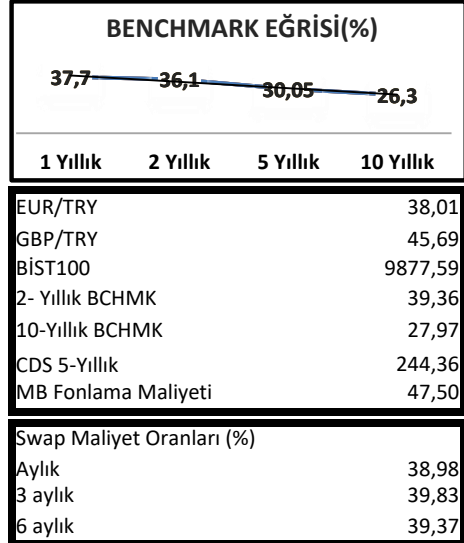 BENCHMARK EĞRİSİ(%)
37,7 36,1 30,05 26,3
1 Yıllık 2 Yıllık 5 Yıllık 10 Yıllık
EUR/TRY 38,01
GBP/TRY 45,69
BİST100 9877,59
2- Yıllık BCHMK 39,36
10-Yıllık BCHMK 27,97
CDS 5-Yıllık 244,36
MB Fonlama Maliyeti 47,50
Swap Maliyet Oranları (%)
Aylık 38,98
3 aylık 39,83
6 aylık 39,37